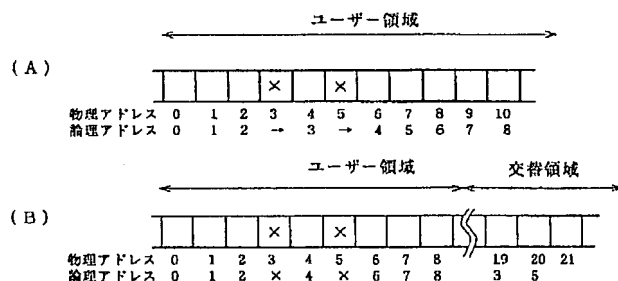 ユーザー領域
(A)
× ×
物理アドレス 0 1 2 3 4 5 6 7 8 9 10
論理アドレス 0 1 2 → 3 → 4 5 6 7 8
ユーザー領域 交替領域
(B)
× ×
物理アドレス 0 1 2 3 4 5 6 7 8 19 20 21
論理アドレス 0 1 2 × 4 × 6 7 8 3 5